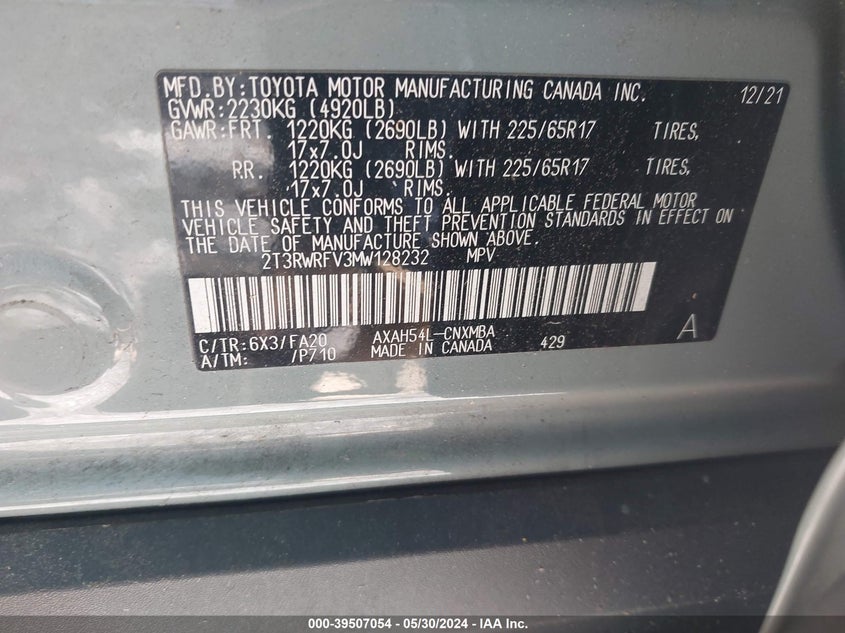 MFD.BY:TOYOTA MOTOR MANUFACTURING CANADA INC. 12/21
GVWR:2230KG (4920LB)
GAWR:FRT. 1220KG (2690LB) WITH 225/65R17 TIRES,
17x7.0J RIMS.
RR. 1220KG (2690LB) WITH 225/65R17 TIRES,
17x7.0J RIMS.
THIS VEHICLE CONFORMS TO ALL APPLICABLE FEDERAL MOTOR
VEHICLE SAFETY AND THEFT PREVENTION STANDARDS IN EFFECT ON
THE DATE OF MANUFACTURE SHOWN ABOVE.
2T3RWRFV3MW128232 MPV
C/TR:6X3/FA20 AXAH54L-CNXMBA A
A/TM: /P710 MADE IN CANADA 429
000-39507054 - 05/30/2024 - IAA Inc.